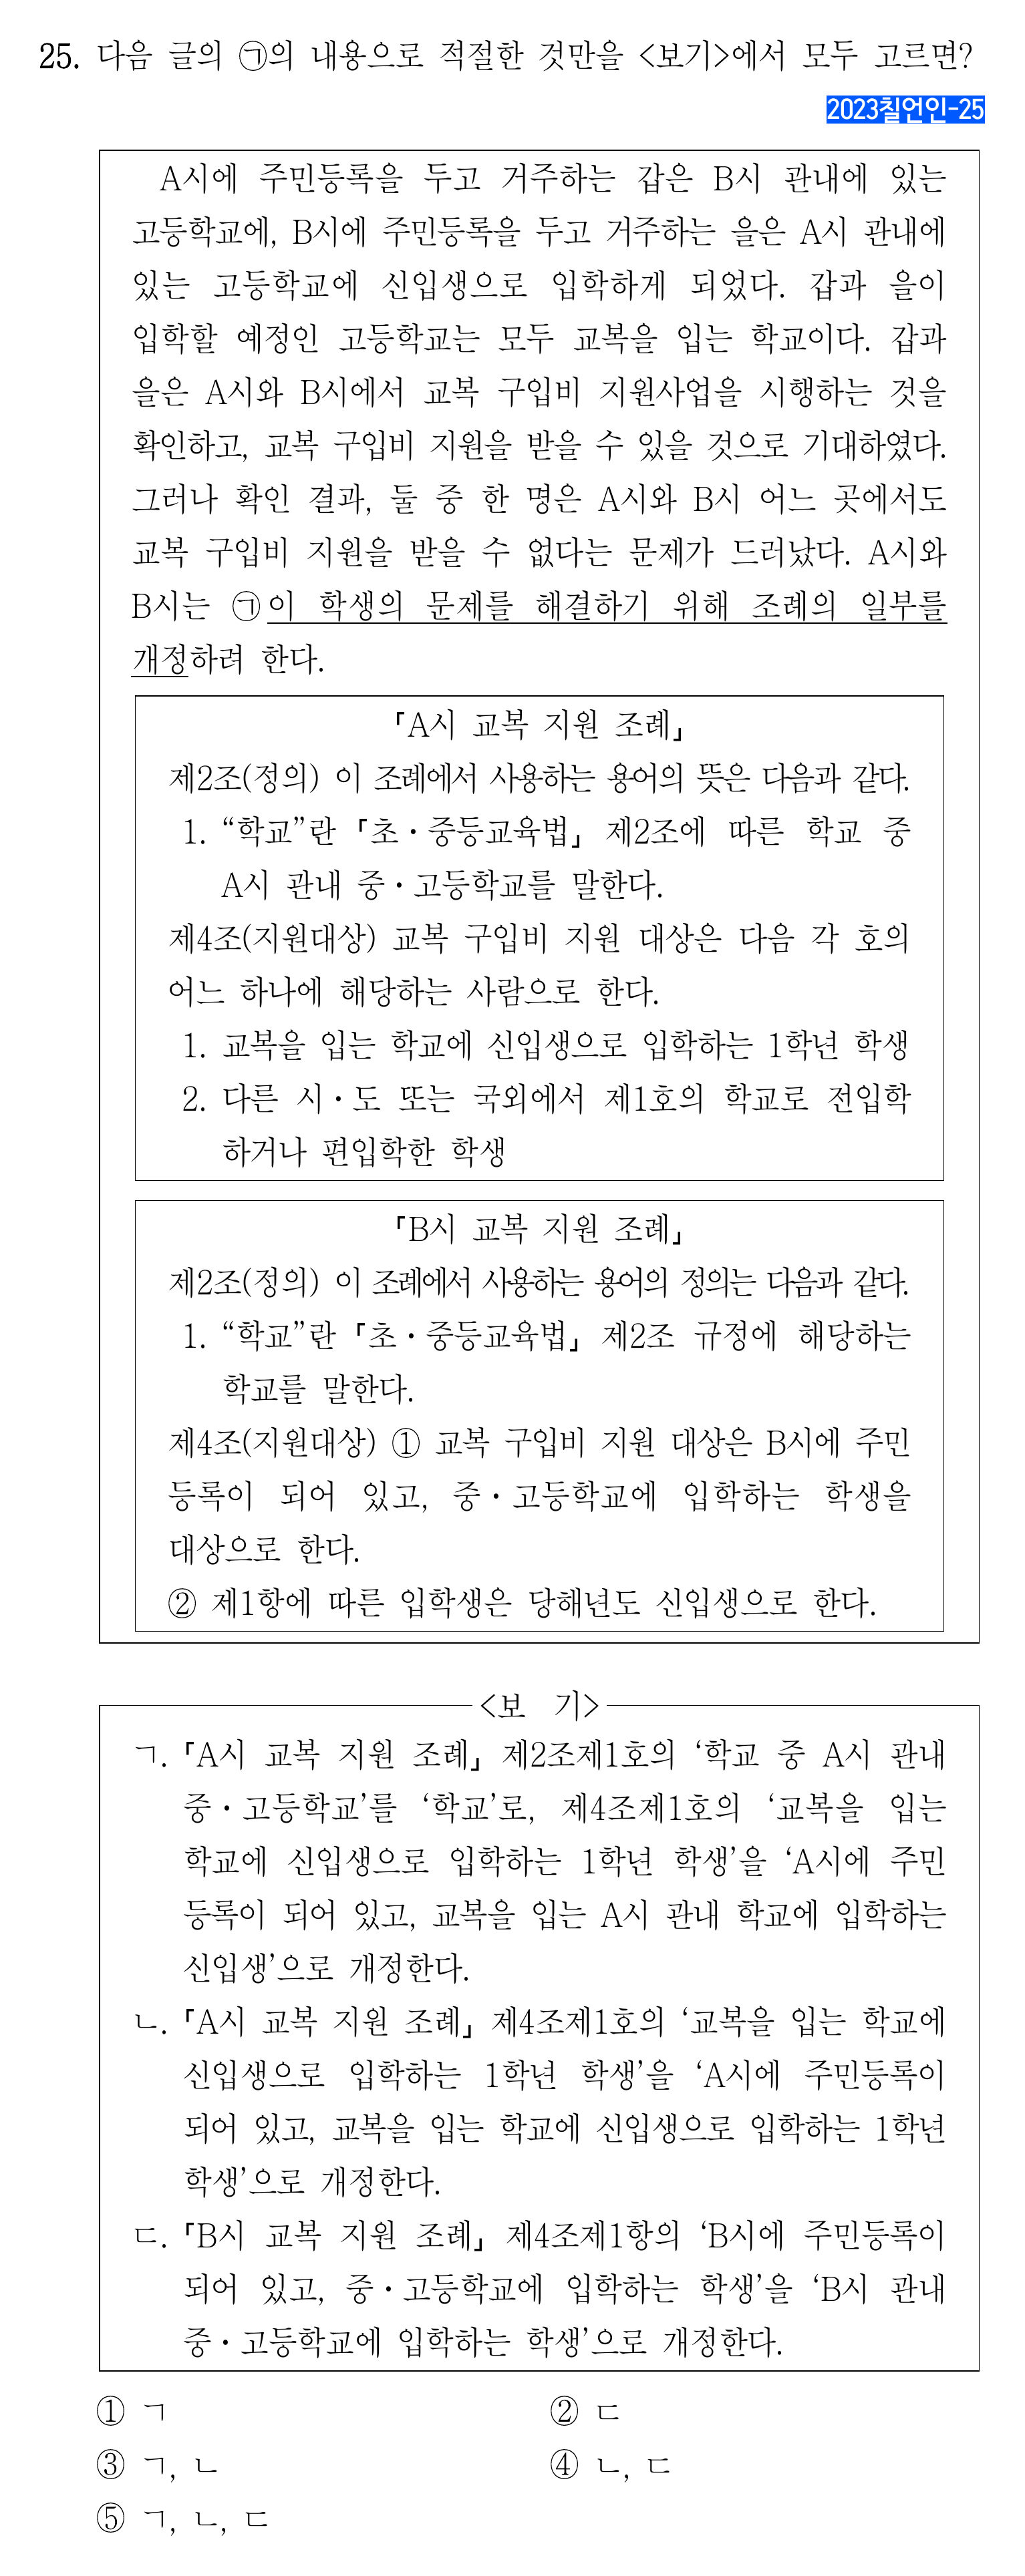 25. 다음 글의 ㉠의 내용으로 적절한 것만을 <보기>에서 모두 고르면?
2023칠언인-25
A시에 주민등록을 두고 거주하는 갑은 B시 관내에 있는
고등학교에, B시에 주민등록을 두고 거주하는 을은 A시 관내에
있는 고등학교에 신입생으로 입학하게 되었다. 갑과 을이
입학할 예정인 고등학교는 모두 교복을 입는 학교이다. 갑과
을은 A시와 B시에서 교복 구입비 지원사업을 시행하는 것을
확인하고, 교복 구입비 지원을 받을 수 있을 것으로 기대하였다.
그러나 확인 결과, 둘 중 한 명은 A시와 B시 어느 곳에서도
교복 구입비 지원을 받을 수 없다는 문제가 드러났다. A시와
B시는 ㉠이 학생의 문제를 해결하기 위해 조례의 일부를
개정하려 한다.
「A시 교복 지원 조례」
제2조(정의) 이 조례에서 사용하는 용어의 뜻은 다음과 같다.
1. “학교”란 「초·중등교육법」 제2조에 따른 학교 중
A시 관내 중·고등학교를 말한다.
제4조(지원대상) 교복 구입비 지원 대상은 다음 각 호의
어느 하나에 해당하는 사람으로 한다.
1. 교복을 입는 학교에 신입생으로 입학하는 1학년 학생
2. 다른 시·도 또는 국외에서 제1호의 학교로 전입학
하거나 편입학한 학생
「B시 교복 지원 조례」
제2조(정의) 이 조례에서 사용하는 용어의 정의는 다음과 같다.
1. “학교”란 「초·중등교육법」 제2조 규정에 해당하는
학교를 말한다.
제4조(지원대상) ① 교복 구입비 지원 대상은 B시에 주민
등록이 되어 있고, 중·고등학교에 입학하는 학생을
대상으로 한다.
② 제1항에 따른 입학생은 당해년도 신입생으로 한다.
<보 기>
ㄱ. 「A시 교복 지원 조례」 제2조제1호의 ‘학교 중 A시 관내
중·고등학교’를 ‘학교’로, 제4조제1호의 ‘교복을 입는
학교에 신입생으로 입학하는 1학년 학생’을 ‘A시에 주민
등록이 되어 있고, 교복을 입는 A시 관내 학교에 입학하는
신입생’으로 개정한다.
ㄴ. 「A시 교복 지원 조례」 제4조제1호의 ‘교복을 입는 학교에
신입생으로 입학하는 1학년 학생’을 ‘A시에 주민등록이
되어 있고, 교복을 입는 학교에 신입생으로 입학하는 1학년
학생’으로 개정한다.
ㄷ. 「B시 교복 지원 조례」 제4조제1항의 ‘B시에 주민등록이
되어 있고, 중·고등학교에 입학하는 학생’을 ‘B시 관내
중·고등학교에 입학하는 학생’으로 개정한다.
① ㄱ ② ㄷ
③ ㄱ, ㄴ ④ ㄴ, ㄷ
⑤ ㄱ, ㄴ, ㄷ